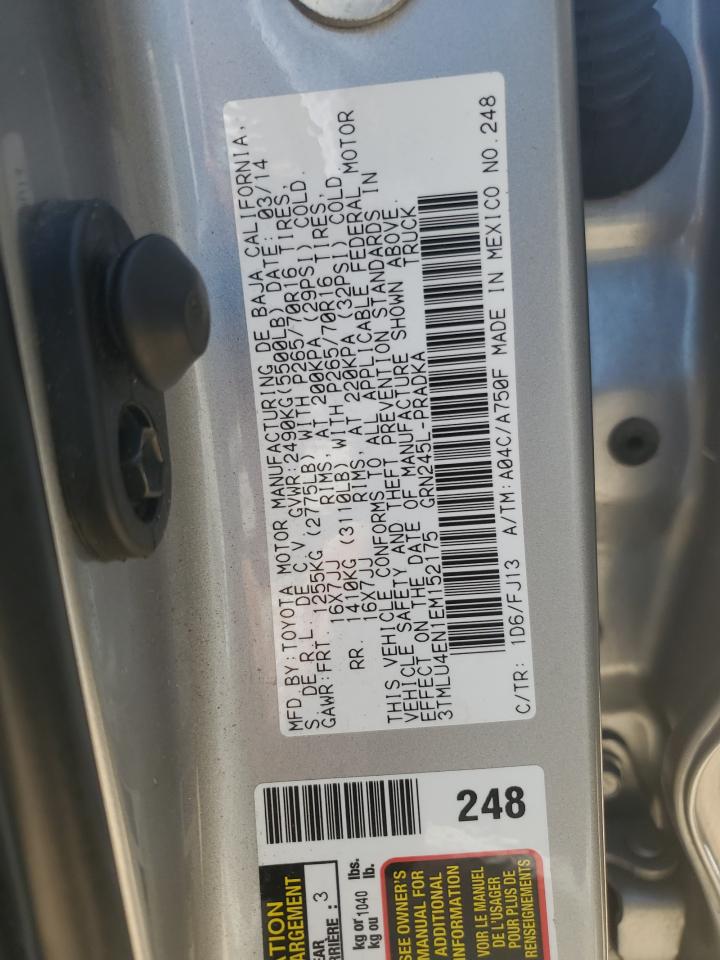 MFD. BY: TOYOTA MOTOR MANUFACTURING DE BAJA CALIFORNIA,
S. DE R.L. DE C.V. GVWR: 2490KG (5500LB) DATE: 03/14
GAWR: FRT. 1255KG (2775LB) WITH P265/70R16 TIRES,
16X7JJ RIMS, AT 200KPA (29PSI) COLD.
RR. 1410KG (3110LB) WITH P265/70R16 TIRES,
16X7JJ RIMS, AT 220KPA (32PSI) COLD.
THIS VEHICLE CONFORMS TO ALL APPLICABLE FEDERAL MOTOR
VEHICLE SAFETY AND THEFT PREVENTION STANDARDS IN
EFFECT ON THE DATE OF MANUFACTURE SHOWN ABOVE.
3TMLU4EN1EM152175 GRN245L-PRADKA TRUCK
C/TR: 1D6/FJ13 A/TM: A04C/A750F MADE IN MEXICO NO. 248
248
ARRIÈRE : 3
kg or 1040 lbs.
kg ou lb.
SEE OWNER'S
MANUAL FOR
ADDITIONAL
INFORMATION
VOIR LE MANUEL
DE L'USAGER
POUR PLUS DE
RENSEIGNEMENTS